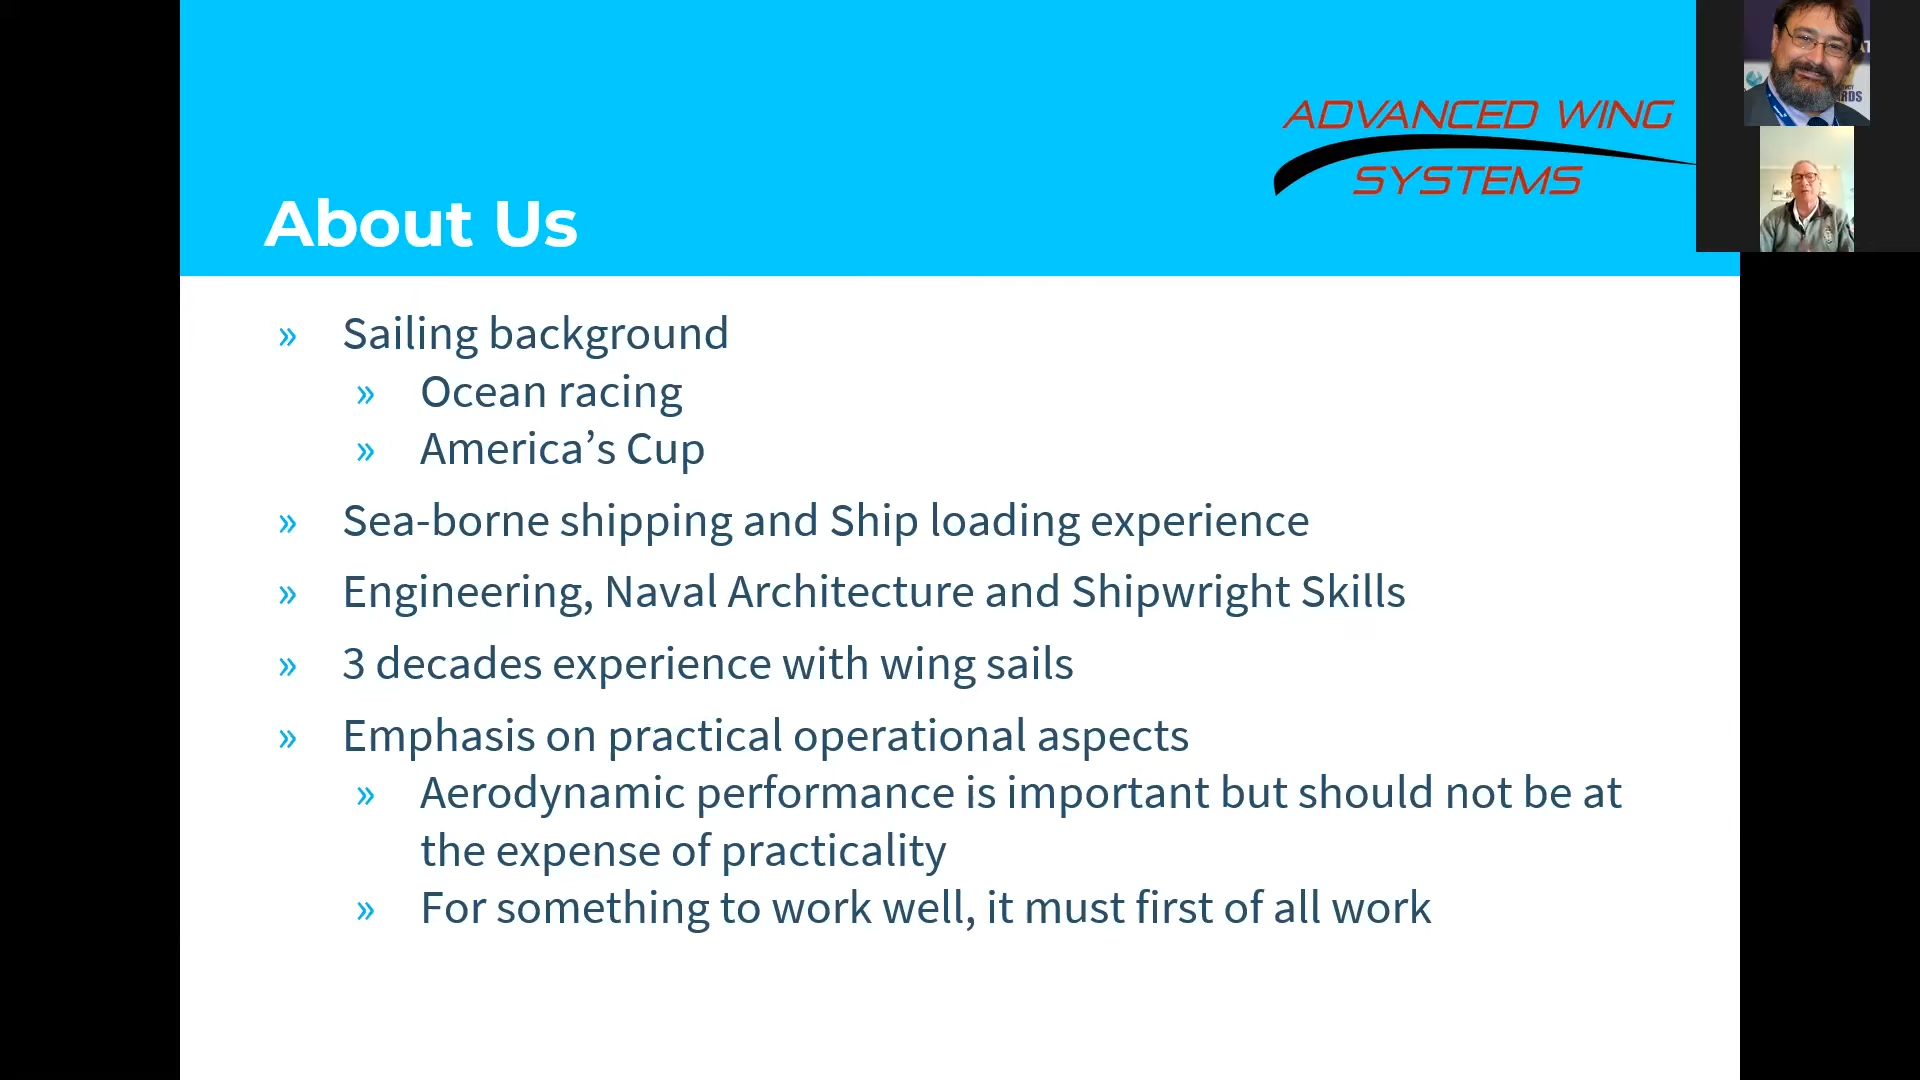 ADVANCED WING
SYSTEMS
About Us
» Sailing background
» Ocean racing
» America’s Cup
» Sea-borne shipping and Ship loading experience
» Engineering, Naval Architecture and Shipwright Skills
» 3 decades experience with wing sails
» Emphasis on practical operational aspects
» Aerodynamic performance is important but should not be at
the expense of practicality
» For something to work well, it must first of all work